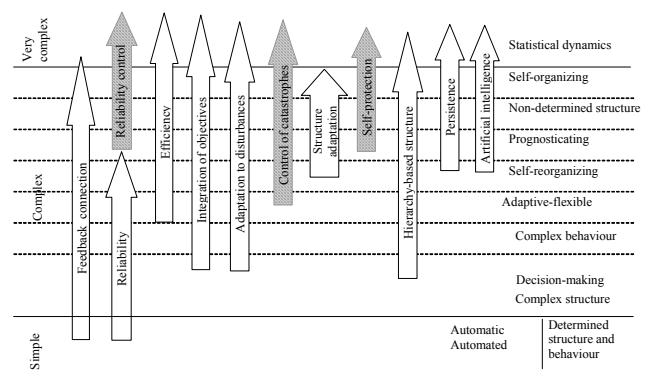 Very
complex
Complex
Simple
Feedback connection
Reliability control
Reliability
Efficiency
Integration of objectives
Adaptation to disturbances
Control of catastrophes
Structure
adaptation
Self-protection
Hierarchy-based structure
Persistence
Artificial intelligence
Statistical dynamics
Self-organizing
Non-determined structure
Prognosticating
Self-reorganizing
Adaptive-flexible
Complex behaviour
Decision-making
Complex structure
Automatic
Automated
Determined
structure and
behaviour